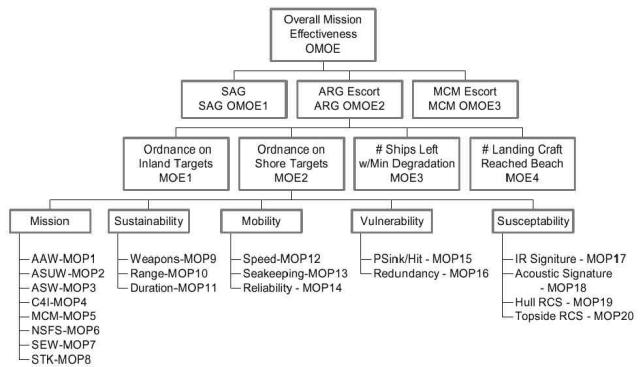 Overall Mission
Effectiveness
OMOE
SAG
SAG OMOE1
ARG Escort
ARG OMOE2
MCM Escort
MCM OMOE3
Ordnance on
Inland Targets
MOE1
Ordnance on
Shore Targets
MOE2
# Ships Left
w/Min Degradation
MOE3
# Landing Craft
Reached Beach
MOE4
Mission
AAW-MOP1
ASUW-MOP2
ASW-MOP3
C4I-MOP4
MCM-MOP5
NSFS-MOP6
SEW-MOP7
STK-MOP8
Sustainability
Weapons-MOP9
Range-MOP10
Duration-MOP11
Mobility
Speed-MOP12
Seakeeping-MOP13
Reliability - MOP14
Vulnerability
PSink/Hit - MOP15
Redundancy - MOP16
Susceptability
IR Signiture - MOP17
Acoustic Signature
- MOP18
Hull RCS - MOP19
Topside RCS - MOP20